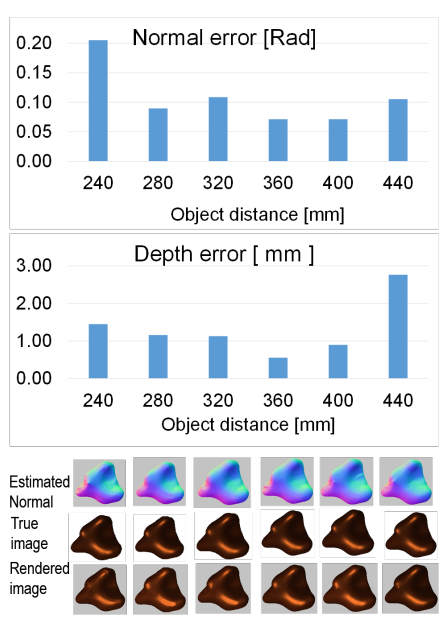 Normal error [Rad]
0.20
0.15
0.10
0.05
0.00
240 280 320 360 400 440
Object distance [mm]
Depth error [ mm ]
3.00
2.00
1.00
0.00
240 280 320 360 400 440
Object distance [mm]
Estimated
Normal
True
image
Rendered
image